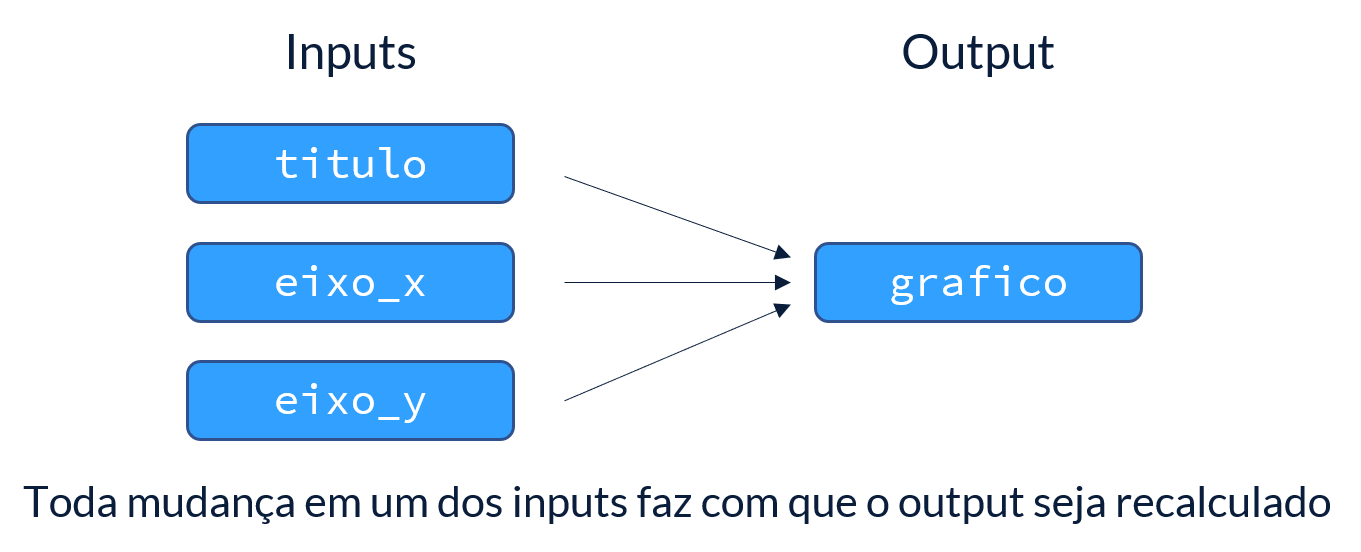 Inputs
Output
titulo
eixo_x
grafico
eixo_y
Toda mudança em um dos inputs faz com que o output seja recalculado